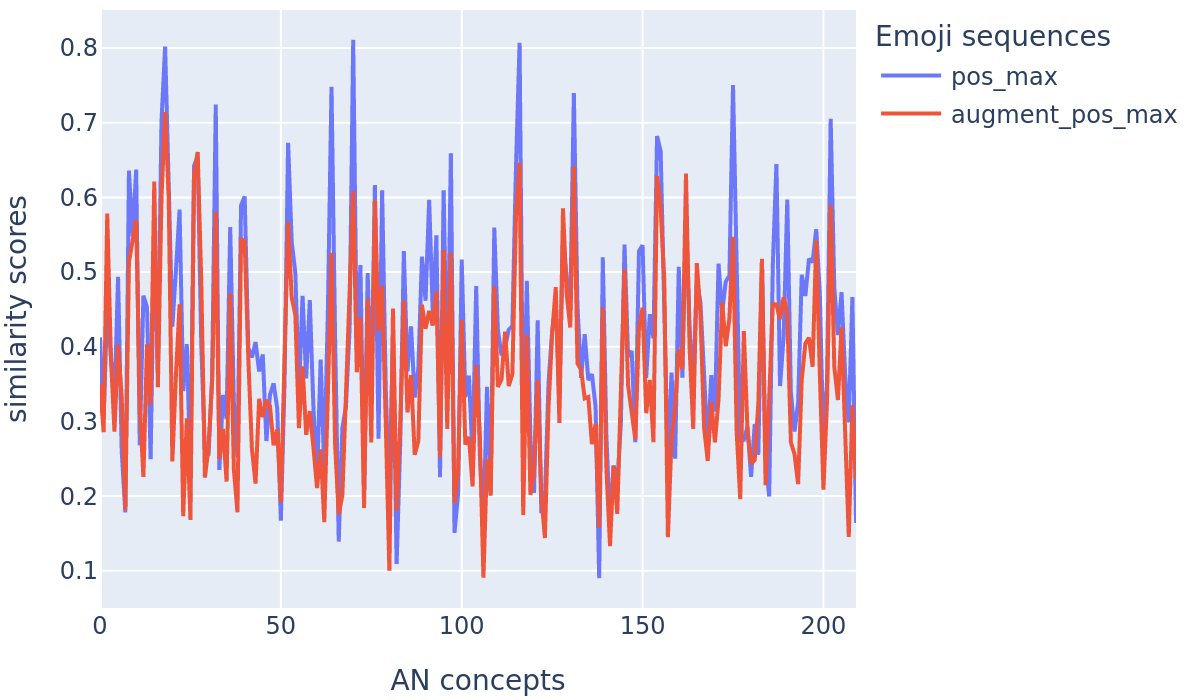 Emoji sequences
pos_max
augment_pos_max
similarity scores
0.8
0.7
0.6
0.5
0.4
0.3
0.2
0.1
0 50 100 150 200
AN concepts